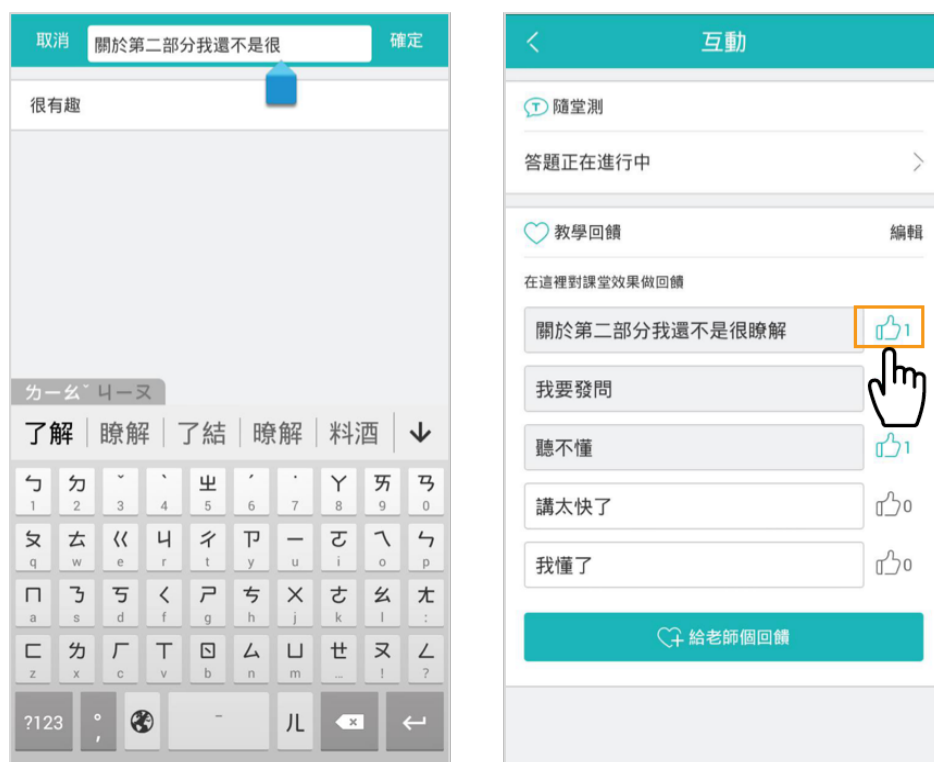 取消 關於第二部分我還不是很 確定
很有趣
ㄌㄧㄠˇㄐㄧㄡ
了解 瞭解 了結 暸解 料酒
ㄅ ㄉ ˇ ˋ ㄓ ˊ ˙ ㄚ ㄞ ㄢ
1 2 3 4 5 6 7 8 9 0
ㄆ ㄊ ㄍ ㄐ ㄔ ㄗ ㄧ ㄛ ㄟ ㄣ
q w e r t y u i o p
ㄇ ㄋ ㄎ ㄑ ㄕ ㄘ ㄨ ㄜ ㄠ ㄤ
a s d f g h j k l :
ㄈ ㄌ ㄏ ㄒ ㄖ ㄙ ㄩ ㄝ ㄡ ㄥ
z x c v b n m ... ! ?
?123 ° , ㄦ
互動
T 隨堂測
答題正在進行中
教學回饋 編輯
在這裡對課堂效果做回饋
關於第二部分我還不是很瞭解 1
我要發問
聽不懂 1
講太快了 0
我懂了 0
給老師個回饋